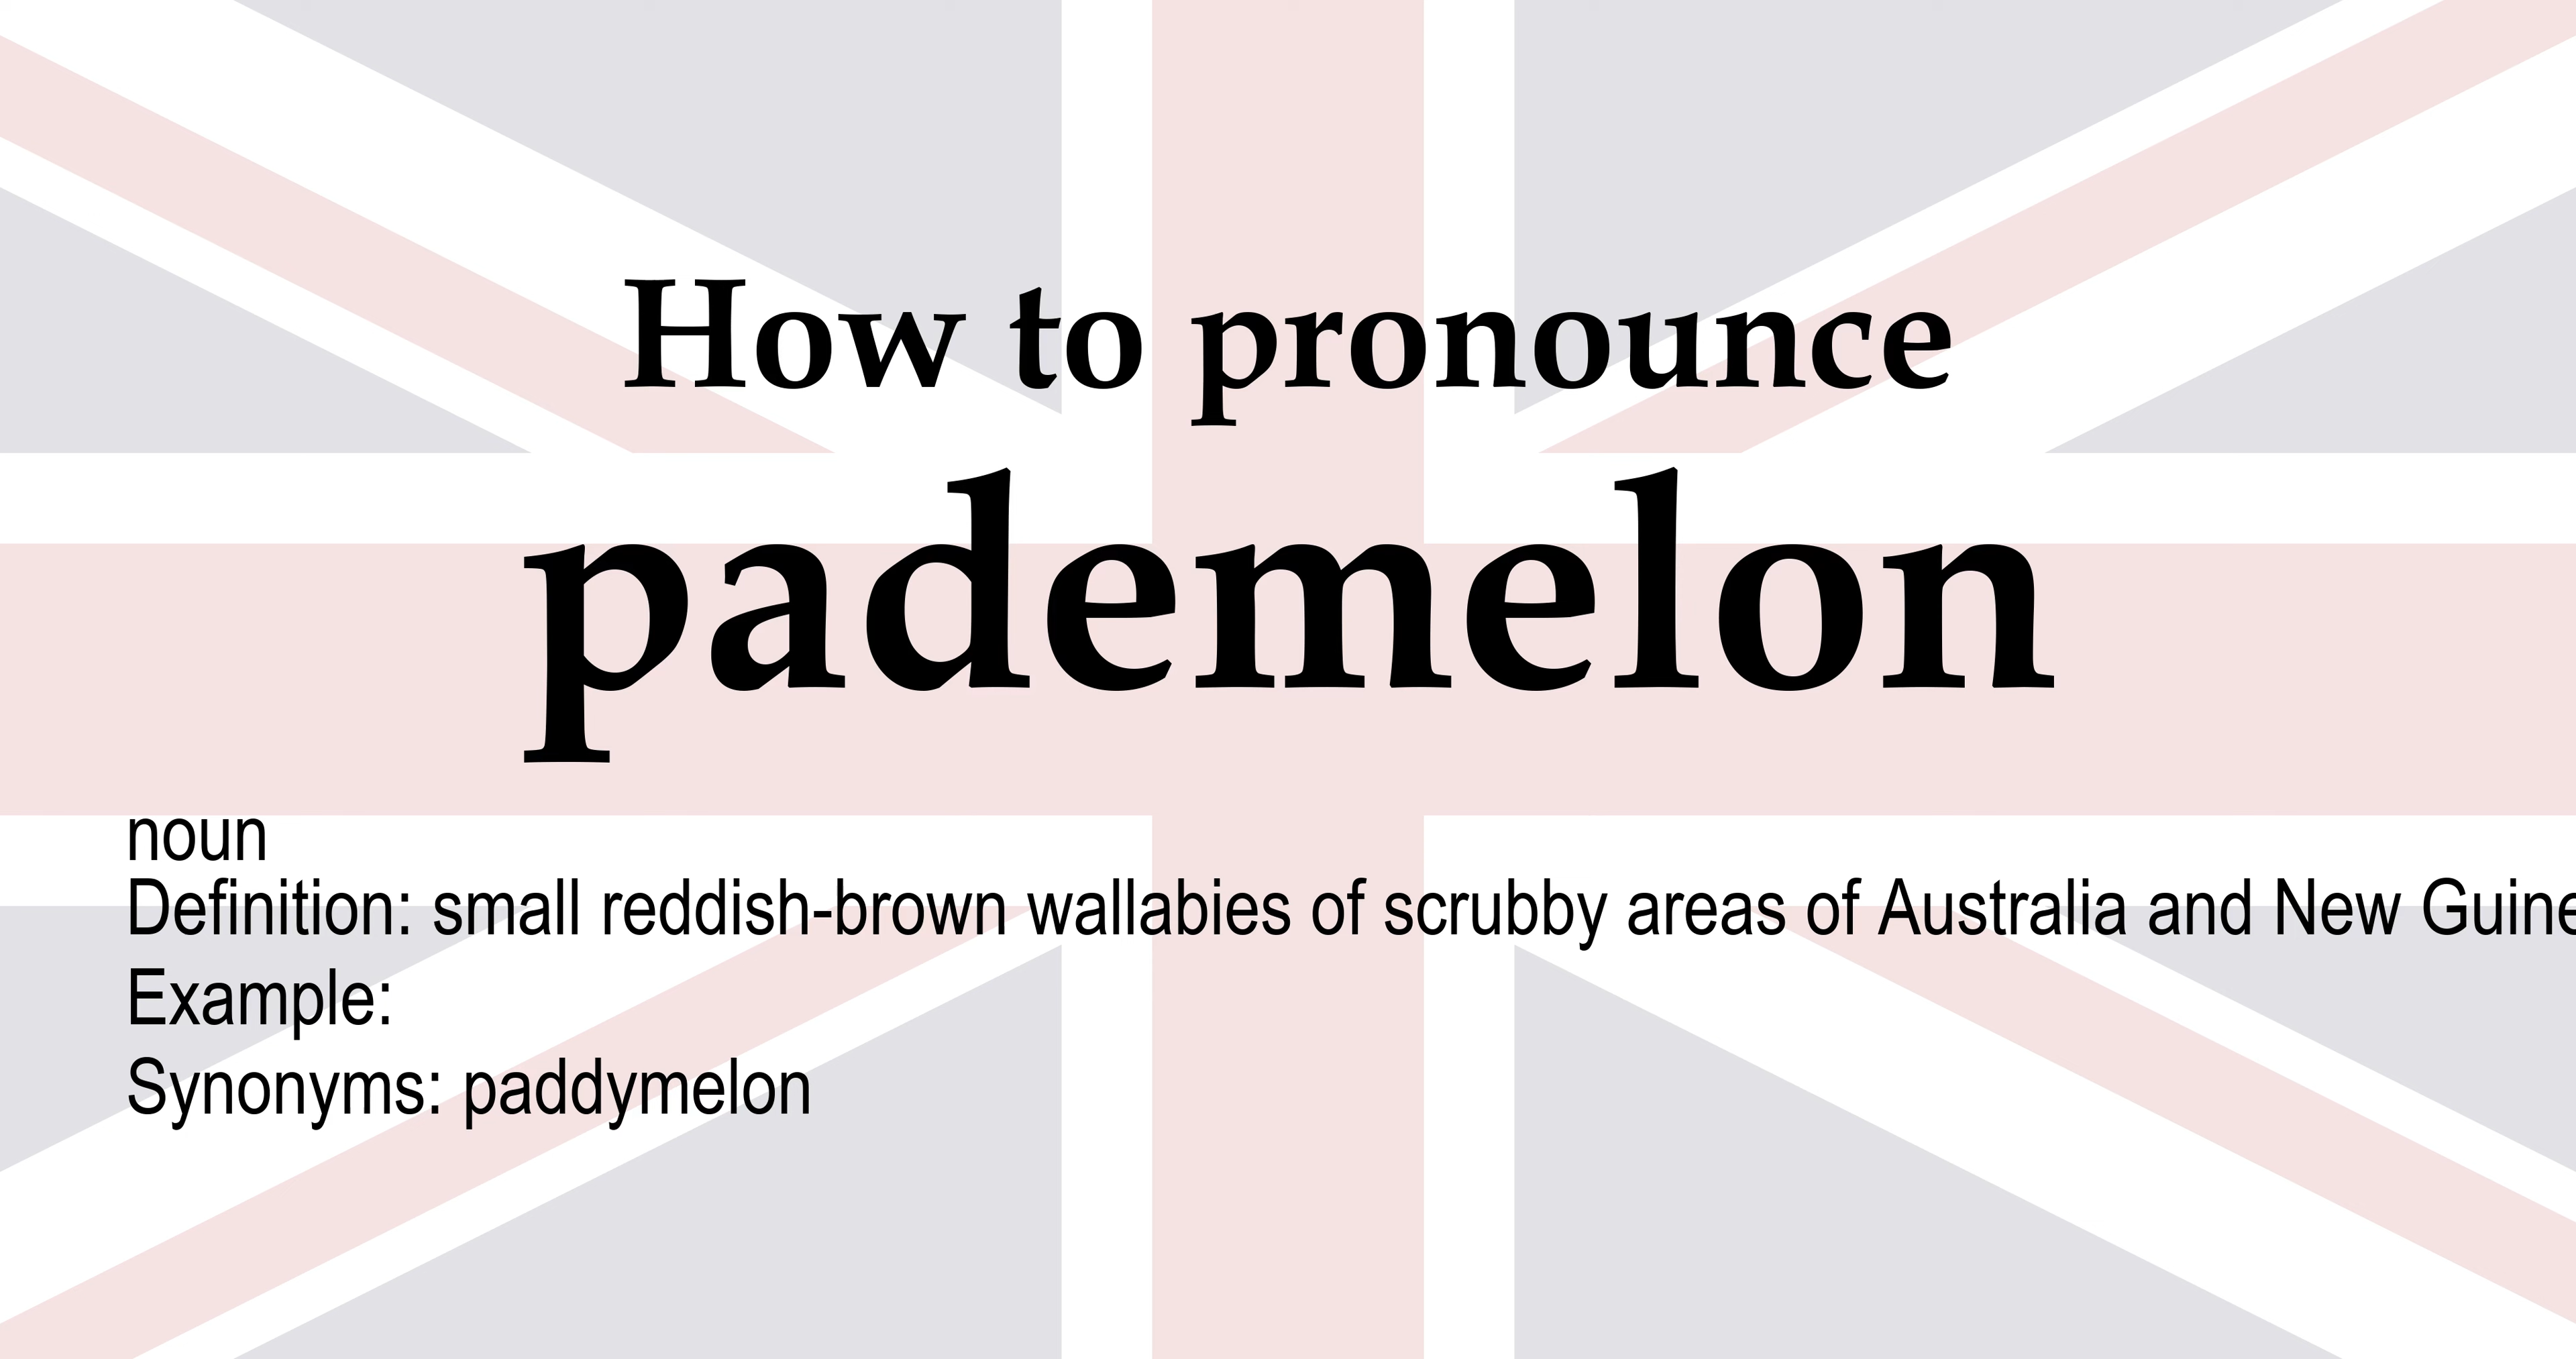 How to pronounce
pademelon
noun
Definition: small reddish-brown wallabies of scrubby areas of Australia and New Guine
Example:
Synonyms: paddymelon